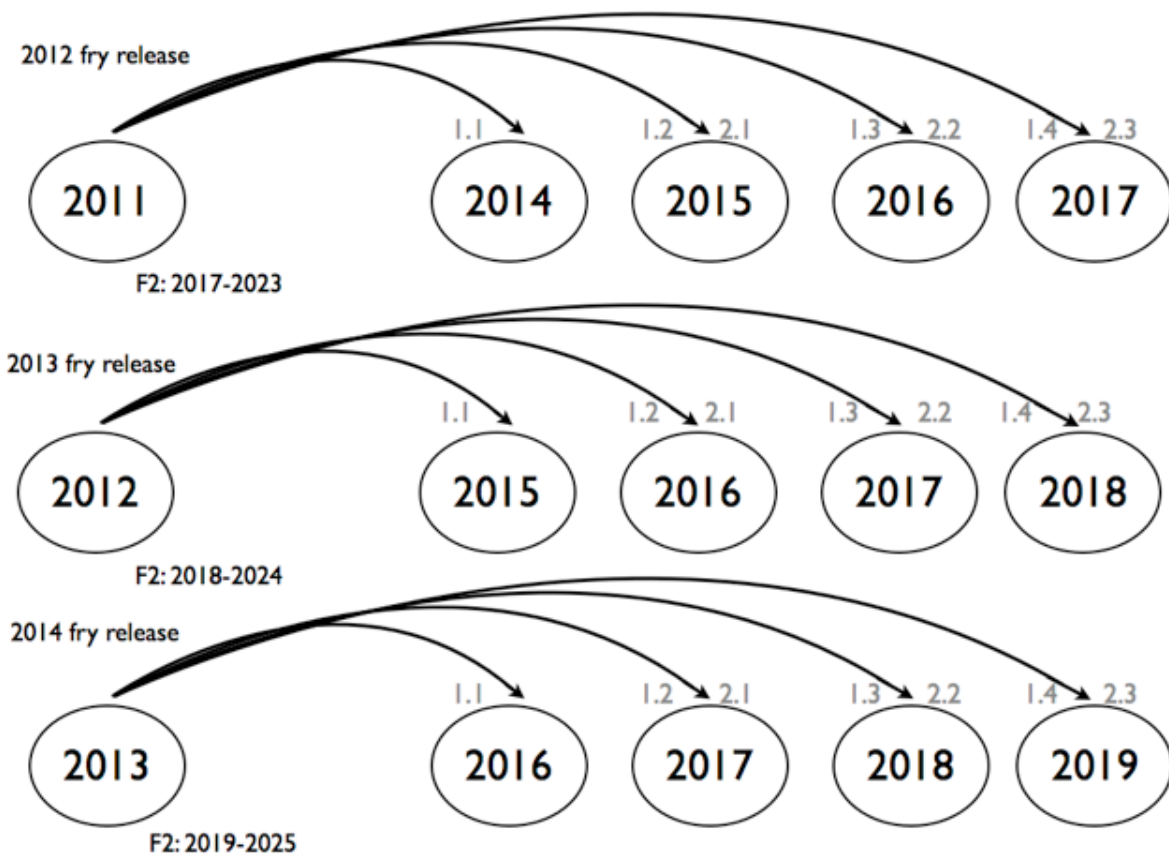 2012 fry release
1.1 1.2 2.1 1.3 2.2 1.4 2.3
2011 2014 2015 2016 2017
F2: 2017-2023
2013 fry release
1.1 1.2 2.1 1.3 2.2 1.4 2.3
2012 2015 2016 2017 2018
F2: 2018-2024
2014 fry release
1.1 1.2 2.1 1.3 2.2 1.4 2.3
2013 2016 2017 2018 2019
F2: 2019-2025